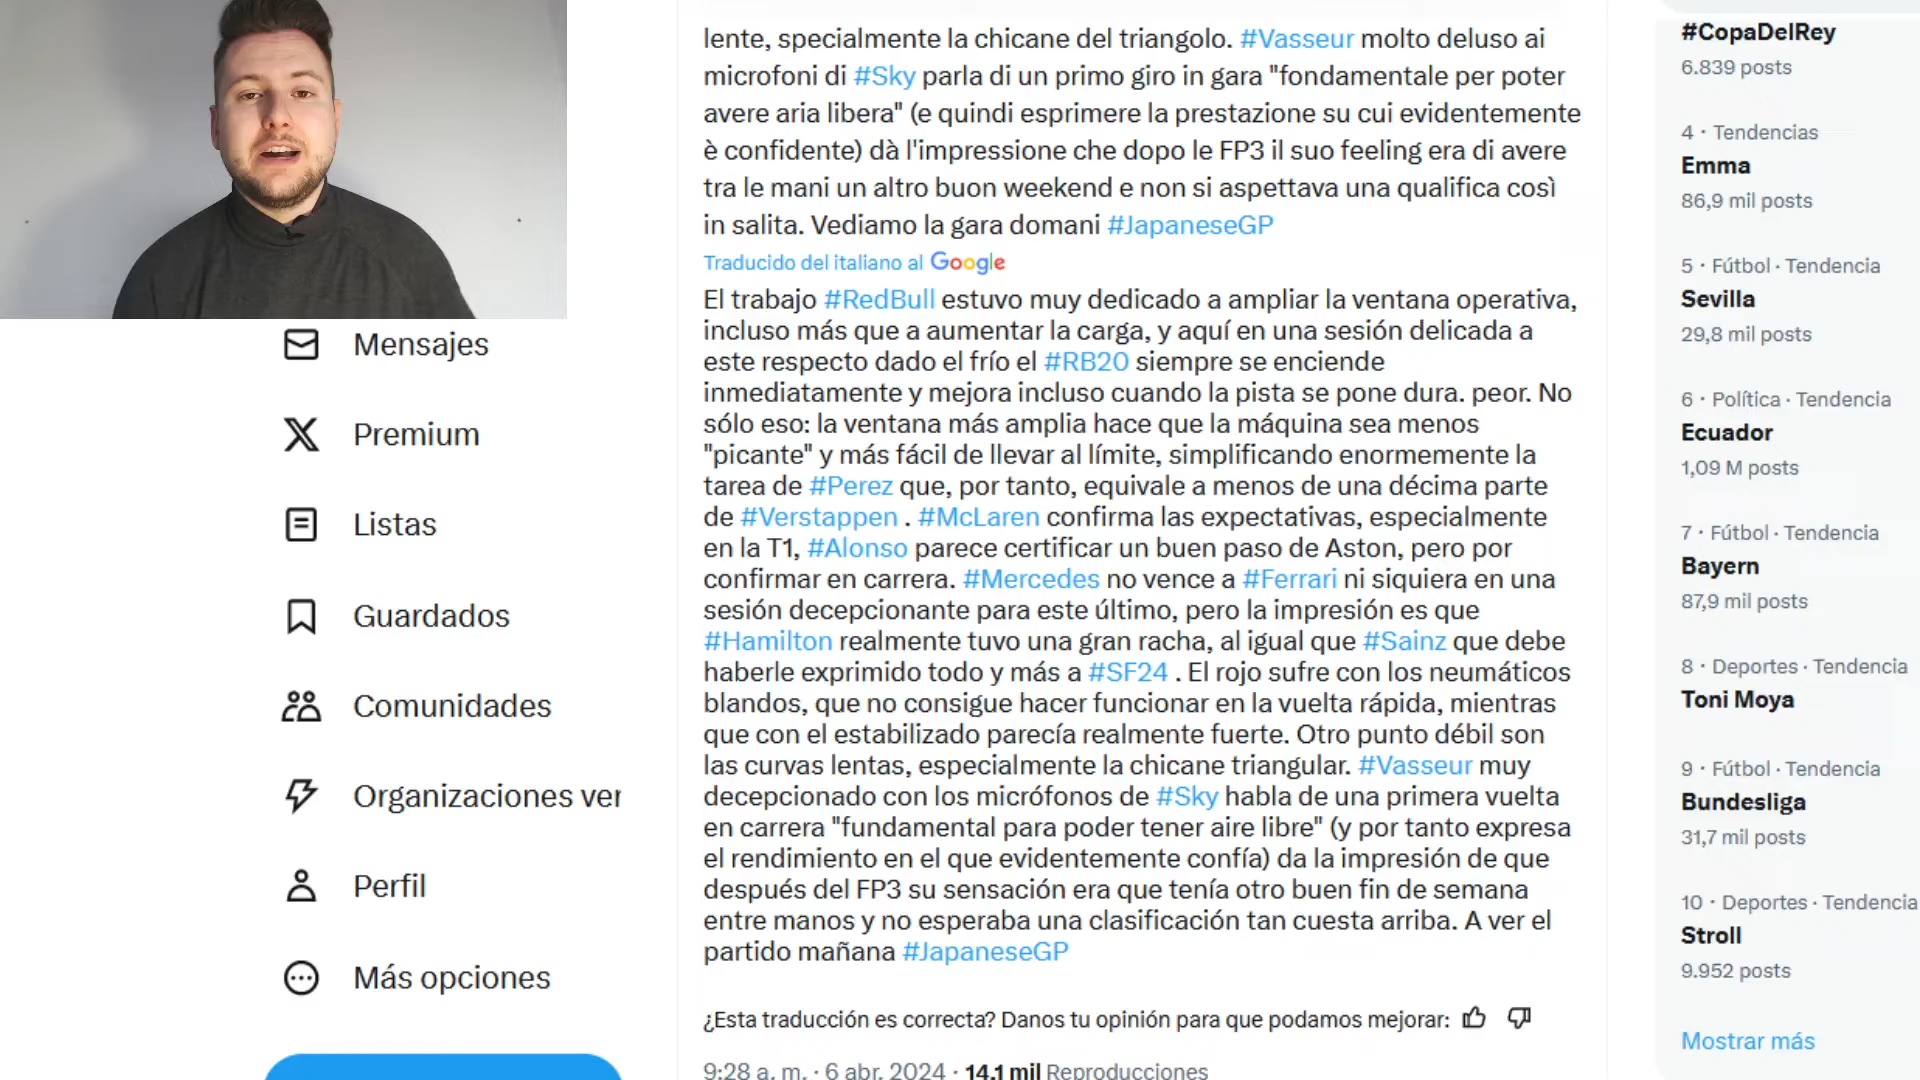 lente, specialmente la chicane del triangolo. #Vasseur molto deluso ai
microfoni di #Sky parla di un primo giro in gara "fondamentale per poter
avere aria libera" (e quindi esprimere la prestazione su cui evidentemente
è confidente) dà l'impressione che dopo le FP3 il suo feeling era di avere
tra le mani un altro buon weekend e non si aspettava una qualifica così
in salita. Vediamo la gara domani #JapaneseGP
Traducido del italiano al Google
El trabajo #RedBull estuvo muy dedicado a ampliar la ventana operativa,
incluso más que a aumentar la carga, y aquí en una sesión delicada a
este respecto dado el frío el #RB20 siempre se enciende
inmediatamente y mejora incluso cuando la pista se pone dura. peor. No
sólo eso: la ventana más amplia hace que la máquina sea menos
"picante" y más fácil de llevar al límite, simplificando enormemente la
tarea de #Perez que, por tanto, equivale a menos de una décima parte
de #Verstappen . #McLaren confirma las expectativas, especialmente
en la T1, #Alonso parece certificar un buen paso de Aston, pero por
confirmar en carrera. #Mercedes no vence a #Ferrari ni siquiera en una
sesión decepcionante para este último, pero la impresión es que
#Hamilton realmente tuvo una gran racha, al igual que #Sainz que debe
haberle exprimido todo y más a #SF24 . El rojo sufre con los neumáticos
blandos, que no consigue hacer funcionar en la vuelta rápida, mientras
que con el estabilizado parecía realmente fuerte. Otro punto débil son
las curvas lentas, especialmente la chicane triangular. #Vasseur muy
decepcionado con los micrófonos de #Sky habla de una primera vuelta
en carrera "fundamental para poder tener aire libre" (y por tanto expresa
el rendimiento en el que evidentemente confía) da la impresión de que
después del FP3 su sensación era que tenía otro buen fin de semana
entre manos y no esperaba una clasificación tan cuesta arriba. A ver el
partido mañana #JapaneseGP
¿Esta traducción es correcta? Danos tu opinión para que podamos mejorar:
9:28 a. m. · 6 abr. 2024 · 14,1 mil Reproducciones
Mensajes
Premium
Listas
Guardados
Comunidades
Organizaciones ver
Perfil
Más opciones
#CopaDelRey
6.839 posts
4 · Tendencias
Emma
86,9 mil posts
5 · Fútbol · Tendencia
Sevilla
29,8 mil posts
6 · Política · Tendencia
Ecuador
1,09 M posts
7 · Fútbol · Tendencia
Bayern
87,9 mil posts
8 · Deportes · Tendencia
Toni Moya
9 · Fútbol · Tendencia
Bundesliga
31,7 mil posts
10 · Deportes · Tendencia
Stroll
9.952 posts
Mostrar más